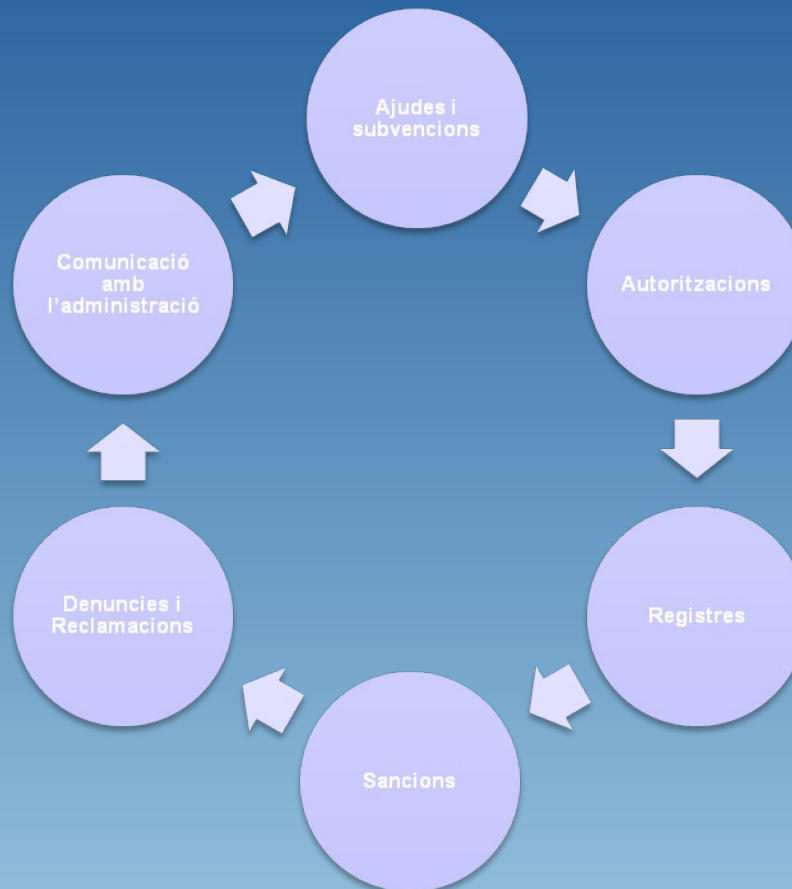 Ajudes i
subvencions
Autoritzacions
Registres
Sancions
Denuncies i
Reclamacions
Comunicació
amb
l'administració